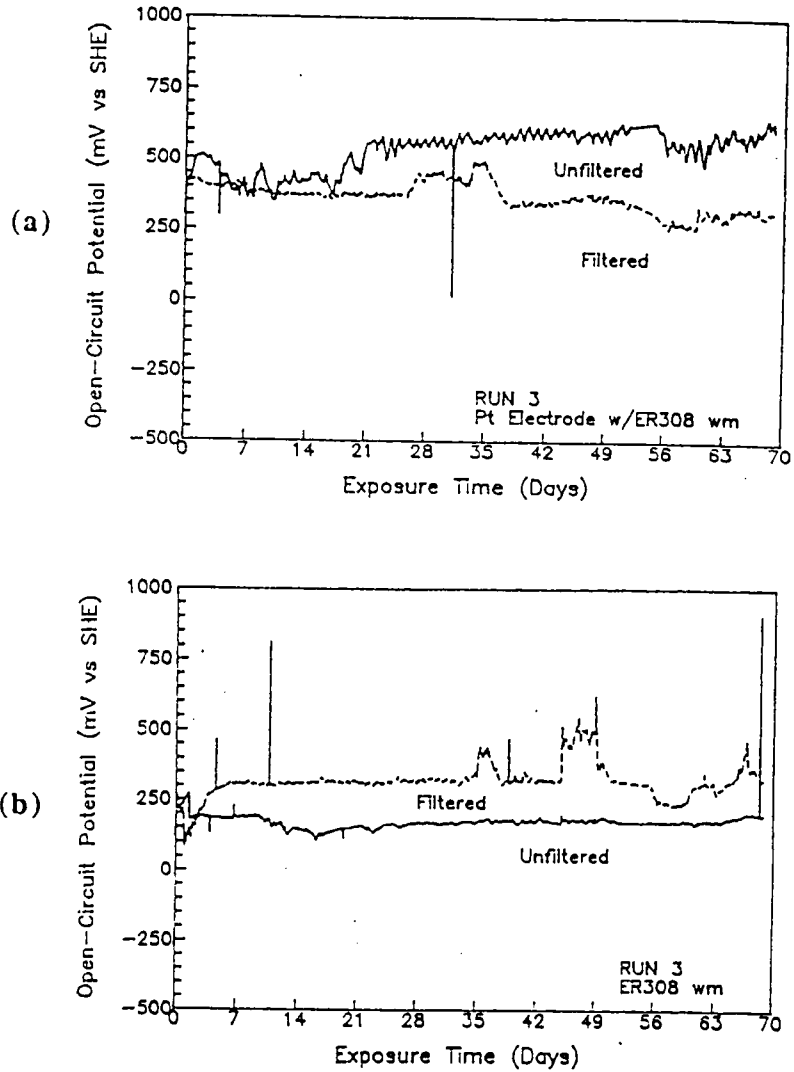 (a)
Open-Circuit Potential (mV vs SHE)
1000
750
500
250
0
-250
-500
Unfiltered
Filtered
RUN 3
Pt Electrode w/ER308 wm
0 7 14 21 28 35 42 49 56 63 70
Exposure Time (Days)
(b)
Open-Circuit Potential (mV vs SHE)
1000
750
500
250
0
-250
-500
Filtered
Unfiltered
RUN 3
ER308 wm
0 7 14 21 28 35 42 49 56 63 70
Exposure Time (Days)